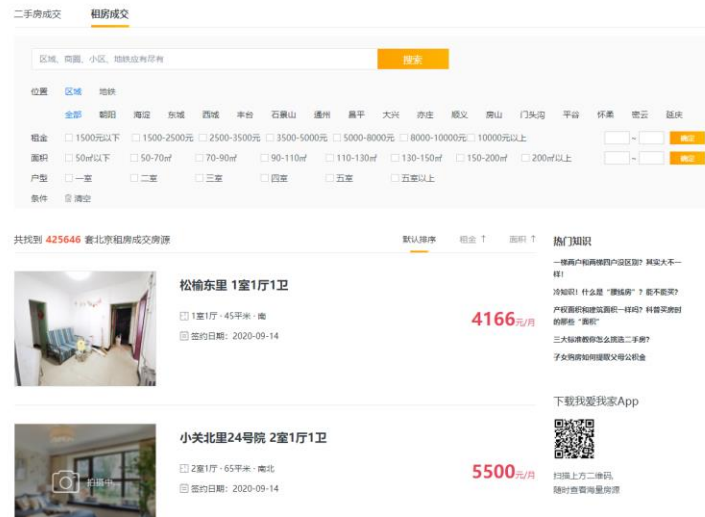 二手房成交 租房成交
区域、商圈、小区、地铁应有尽有 搜索
位置 区域 地铁
全部 朝阳 海淀 东城 西城 丰台 石景山 通州 昌平 大兴 亦庄 顺义 房山 门头沟 平谷 怀柔 密云 延庆
租金 1500元以下 1500-2500元 2500-3500元 3500-5000元 5000-8000元 8000-10000元 10000元以上 ~ 确定
面积 50㎡以下 50-70㎡ 70-90㎡ 90-110㎡ 110-130㎡ 130-150㎡ 150-200㎡ 200㎡以上 ~ 确定
户型 一室 二室 三室 四室 五室 五室以上
条件 清空
共找到 425646 套北京租房成交房源 默认排序 租金 ↑ 面积 ↑
松榆东里 1室1厅1卫
1室1厅 · 45平米 · 南
签约日期：2020-09-14
4166元/月
拍摄中
小关北里24号院 2室1厅1卫
2室1厅 · 65平米 · 南北
签约日期：2020-09-14
5500元/月
热门知识
一梯两户和两梯四户没区别？其实大不一
样！
冷知识！什么是“腰线房”？能不能买？
产权面积和建筑面积一样吗？科普买房时
的那些“面积”
三大标准教你怎么挑选二手房？
子女购房如何提取父母公积金
下载我爱我家App
扫描上方二维码,
随时查看海量房源